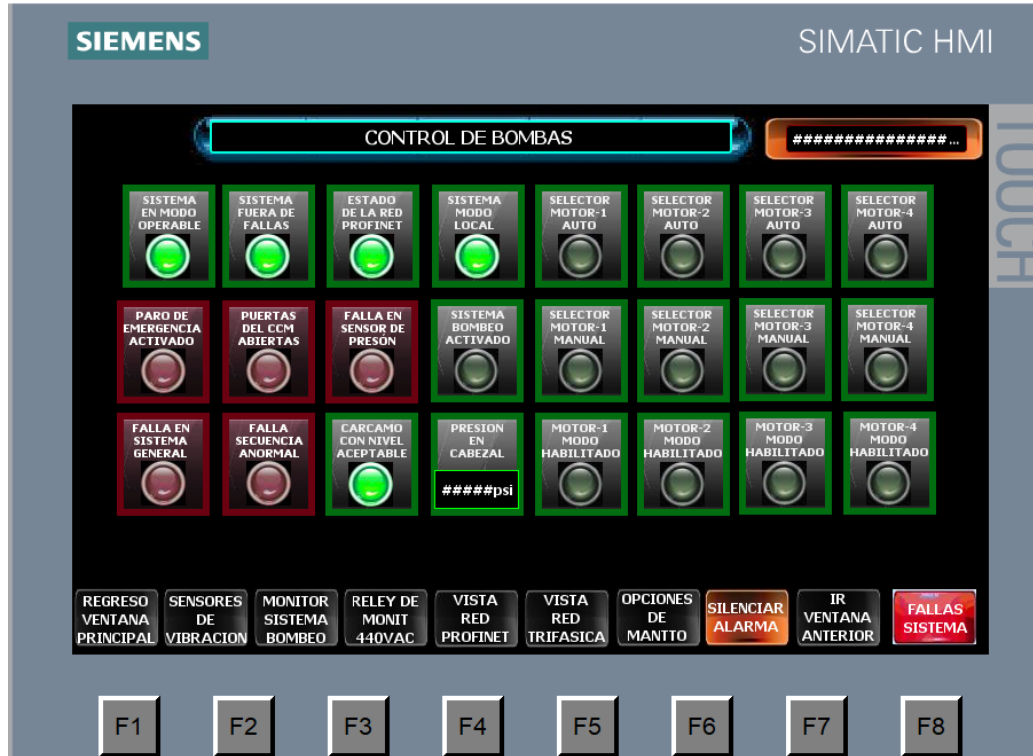 SIEMENS
SIMATIC HMI
TOUCH
CONTROL DE BOMBAS
###############...
SISTEMA
EN MODO
OPERABLE
SISTEMA
FUERA DE
FALLAS
ESTADO
DE LA RED
PROFINET
SISTEMA
MODO
LOCAL
SELECTOR
MOTOR-1
AUTO
SELECTOR
MOTOR-2
AUTO
SELECTOR
MOTOR-3
AUTO
SELECTOR
MOTOR-4
AUTO
PARO DE
EMERGENCIA
ACTIVADO
PUERTAS
DEL CCM
ABIERTAS
FALLA EN
SENSOR DE
PRESÓN
SISTEMA
BOMBEO
ACTIVADO
SELECTOR
MOTOR-1
MANUAL
SELECTOR
MOTOR-2
MANUAL
SELECTOR
MOTOR-3
MANUAL
SELECTOR
MOTOR-4
MANUAL
FALLA EN
SISTEMA
GENERAL
FALLA
SECUENCIA
ANORMAL
CARCAMO
CON NIVEL
ACEPTABLE
PRESION
EN
CABEZAL
#####psi
MOTOR-1
MODO
HABILITADO
MOTOR-2
MODO
HABILITADO
MOTOR-3
MODO
HABILITADO
MOTOR-4
MODO
HABILITADO
REGRESO
VENTANA
PRINCIPAL
SENSORES
DE
VIBRACION
MONITOR
SISTEMA
BOMBEO
RELEY DE
MONIT
440VAC
VISTA
RED
PROFINET
VISTA
RED
TRIFASICA
OPCIONES
DE
MANTTO
SILENCIAR
ALARMA
IR
VENTANA
ANTERIOR
FALLAS
SISTEMA
F1
F2
F3
F4
F5
F6
F7
F8